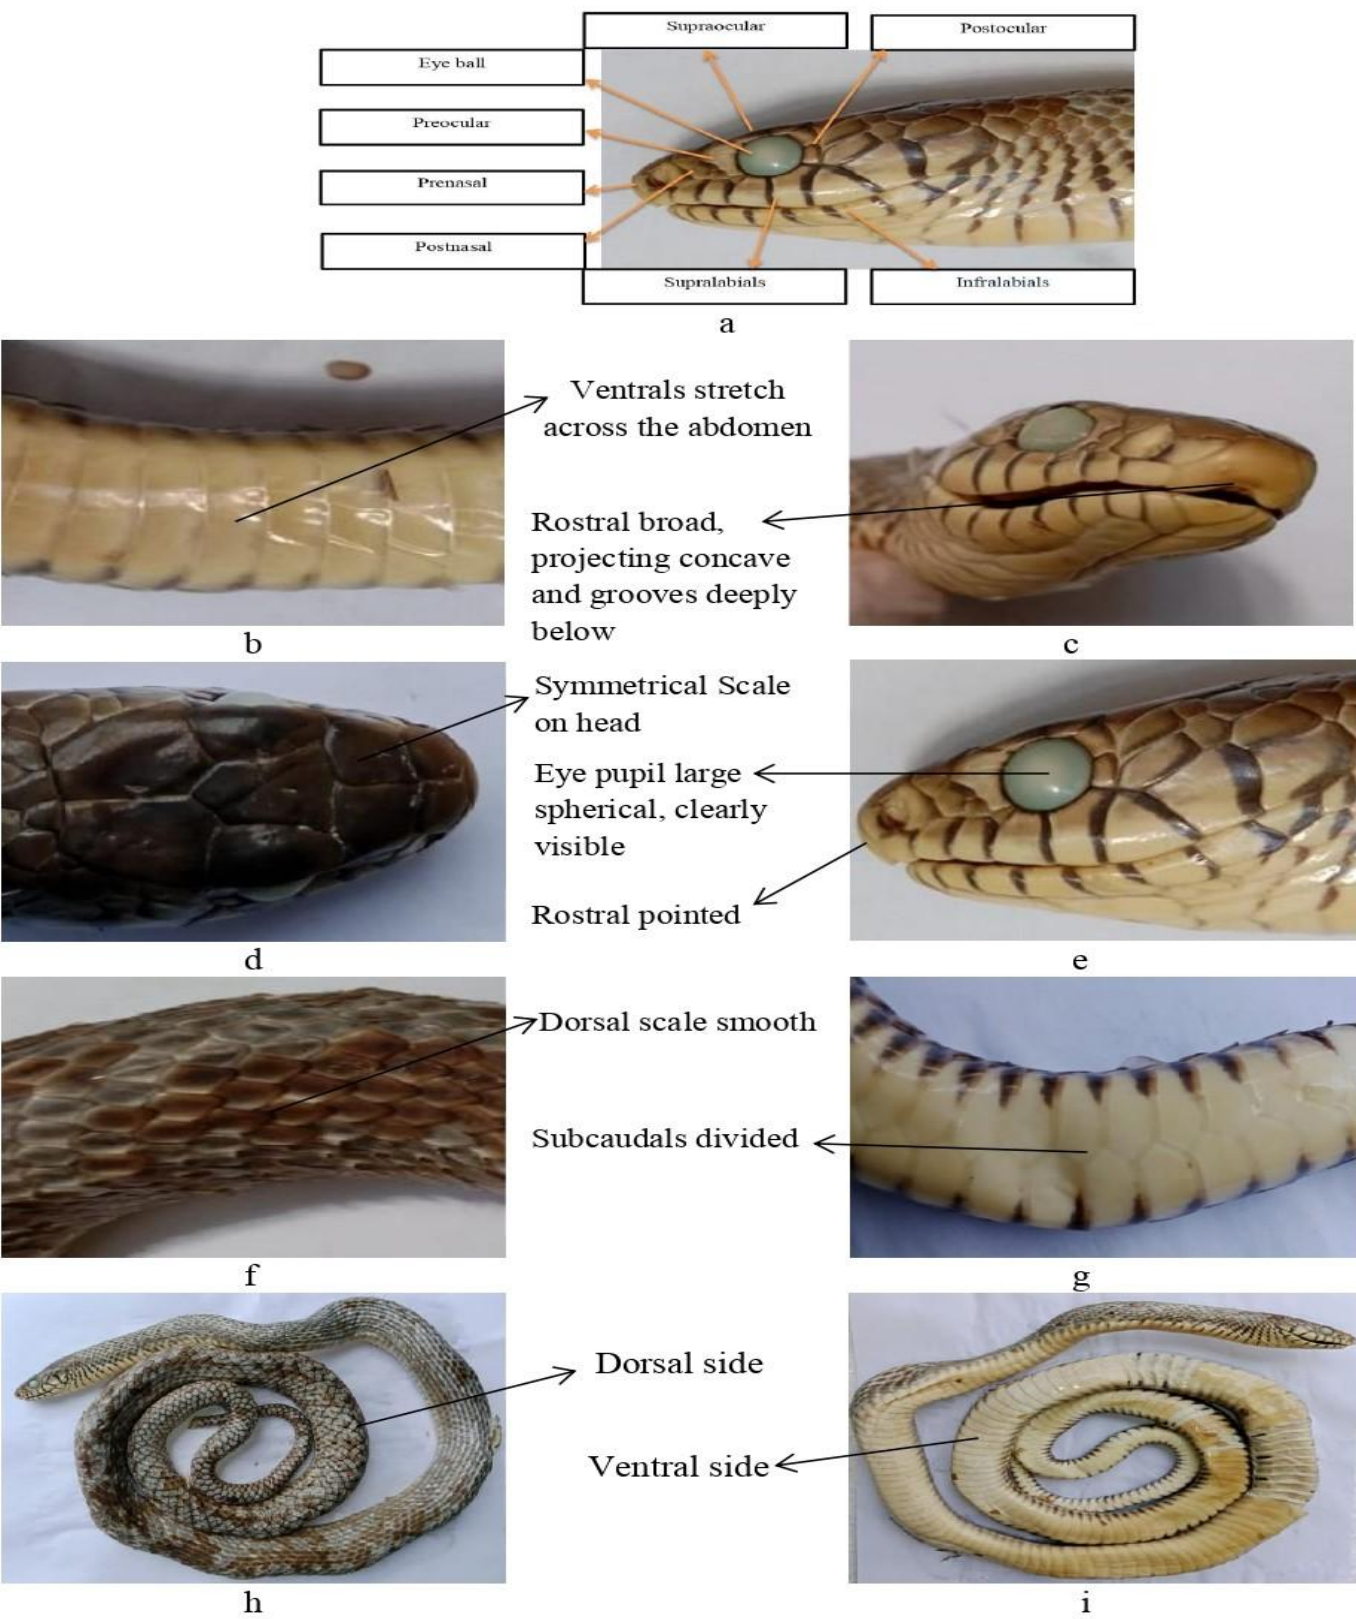 Supraocular
Postocular
Eye ball
Preocular
Prenasal
Postnasal
Supralabials
Infralabials
a
Ventrals stretch
across the abdomen
Rostral broad,
projecting concave
and grooves deeply
below
b
c
Symmetrical Scale
on head
Eye pupil large
spherical, clearly
visible
Rostral pointed
d
e
Dorsal scale smooth
Subcaudals divided
f
g
Dorsal side
Ventral side
h
i